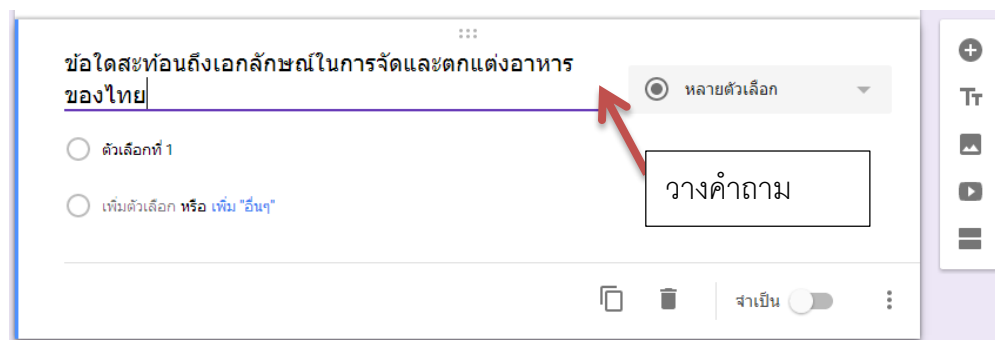 ข้อใดสะท้อนถึงเอกลักษณ์ในการจัดและตกแต่งอาหาร
ของไทย
หลายตัวเลือก
Tт
ตัวเลือกที่ 1
วางคำถาม
เพิ่มตัวเลือก หรือ เพิ่ม "อื่นๆ"
จำเป็น